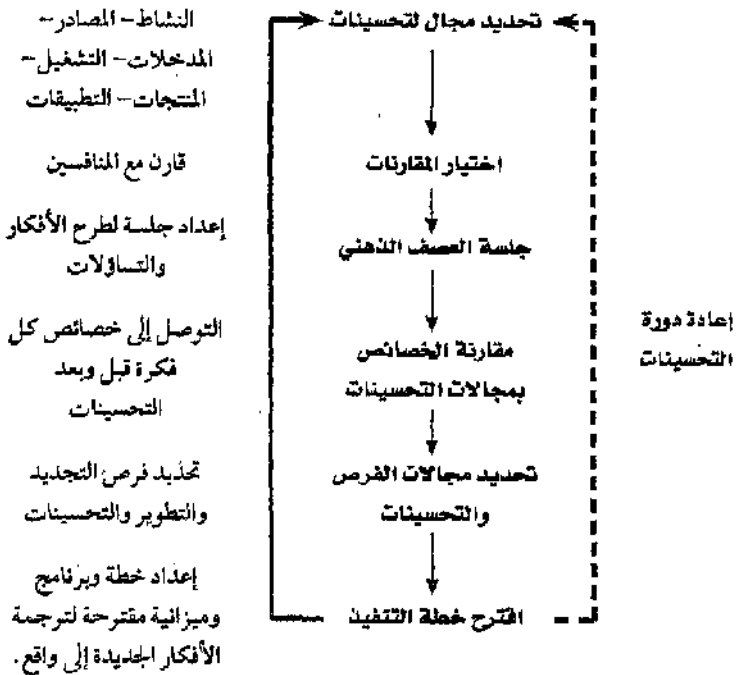 تحديد مجال لتحسينات
النشاط – المصادر –
المدخلات – التشغيل –
المنتجات – التطبيقات
اختيار المقارنات
قارن مع المنافسين
جلسة العصف الذهني
إعداد جلسة لطرح الأفكار
والتساؤلات
إعادة دورة
التحسينات
مقارنة الخصائص
بمجالات التحسينات
التوصل إلى خصائص كل
فكرة قبل وبعد
التحسينات
تحديد مجالات الفرص
والتحسينات
تحديد فرص التجديد
والتطوير والتحسينات
اقترح خطة التنفيذ
إعداد خطة وبرنامج
وميزانية مقترحة لترجمة
الأفكار الجديدة إلى واقع.